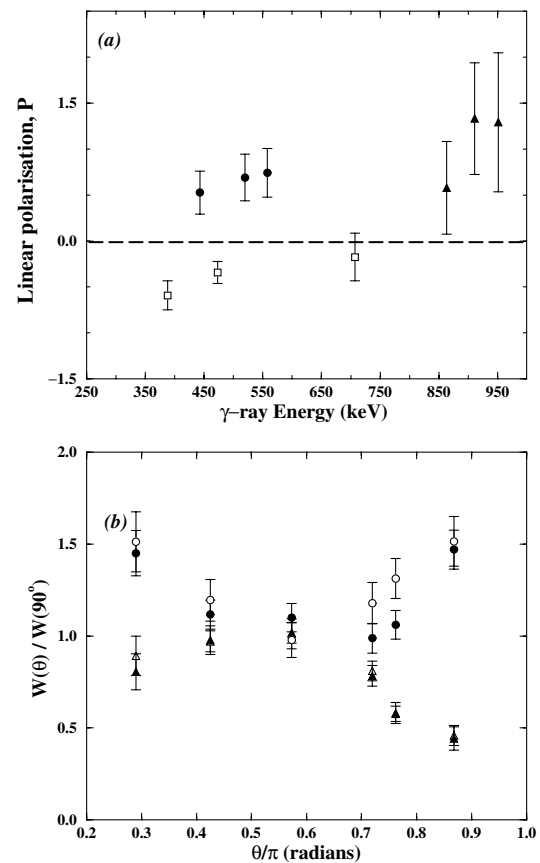 (a)
Linear polarisation, P
1.5
0.0
−1.5
250 350 450 550 650 750 850 950
γ−ray Energy (keV)
(b)
W(θ) / W(90°)
2.0
1.5
1.0
0.5
0.0
0.2 0.3 0.4 0.5 0.6 0.7 0.8 0.9 1.0
θ/π (radians)